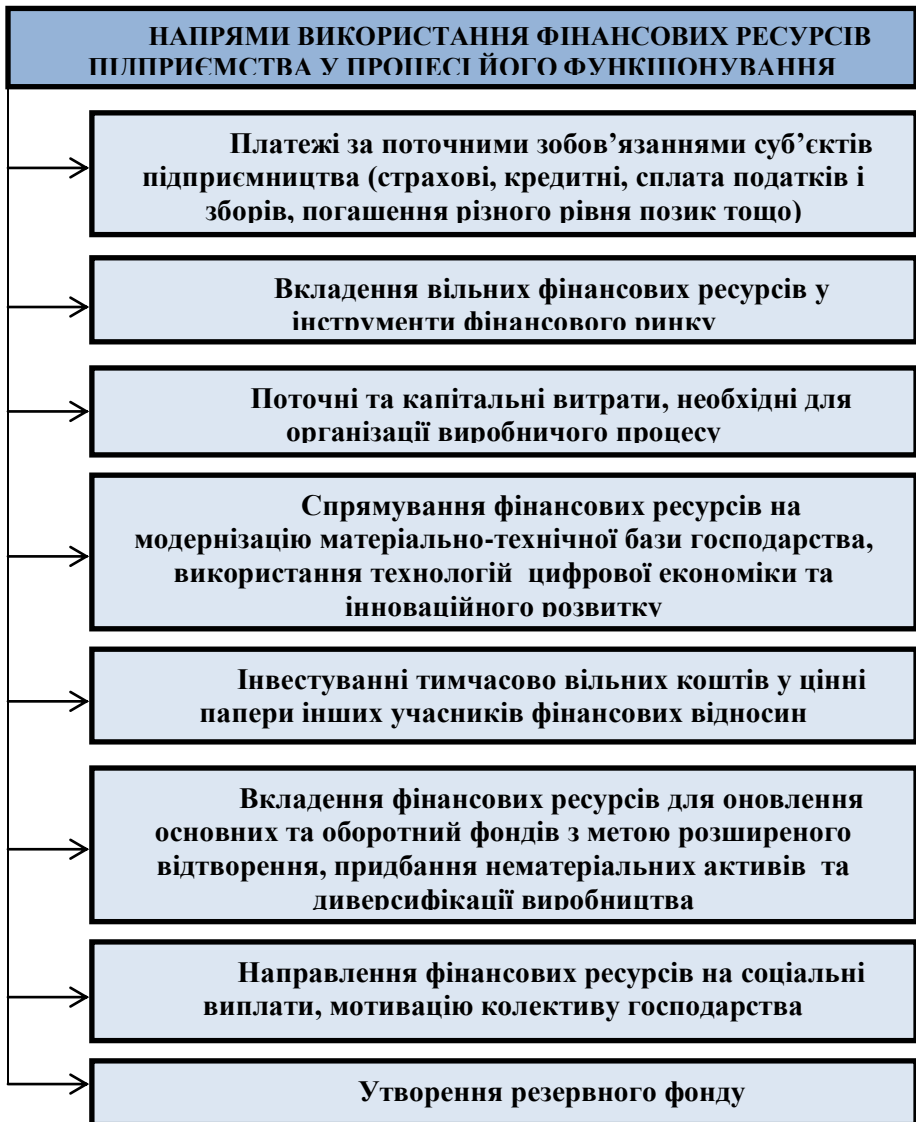 НАПРЯМИ ВИКОРИСТАННЯ ФІНАНСОВИХ РЕСУРСІВ
ПІДПРИЄМСТВА У ПРОЦЕСІ ЙОГО ФУНКЦІОНУВАННЯ
Платежі за поточними зобов’язаннями суб’єктів
підприємництва (страхові, кредитні, сплата податків і
зборів, погашення різного рівня позик тощо)
Вкладення вільних фінансових ресурсів у
інструменти фінансового ринку
Поточні та капітальні витрати, необхідні для
організації виробничого процесу
Спрямування фінансових ресурсів на
модернізацію матеріально-технічної бази господарства,
використання технологій цифрової економіки та
інноваційного розвитку
Інвестуванні тимчасово вільних коштів у цінні
папери інших учасників фінансових відносин
Вкладення фінансових ресурсів для оновлення
основних та оборотний фондів з метою розширеного
відтворення, придбання нематеріальних активів та
диверсифікації виробництва
Направлення фінансових ресурсів на соціальні
виплати, мотивацію колективу господарства
Утворення резервного фонду